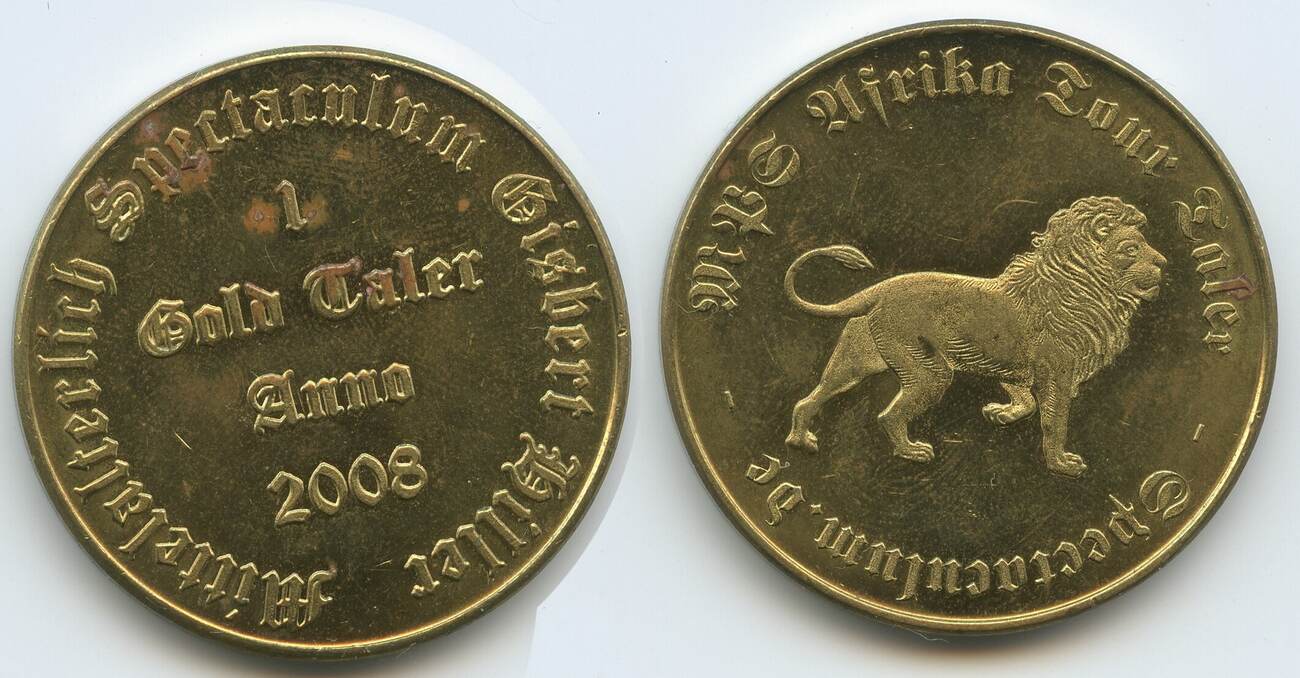 Mittelalterlich Spectaculum Gisbert Hiller
1
Gold Taler
Anno
2008
MPS Afrika Tour Taler
- Spectaculum.de -